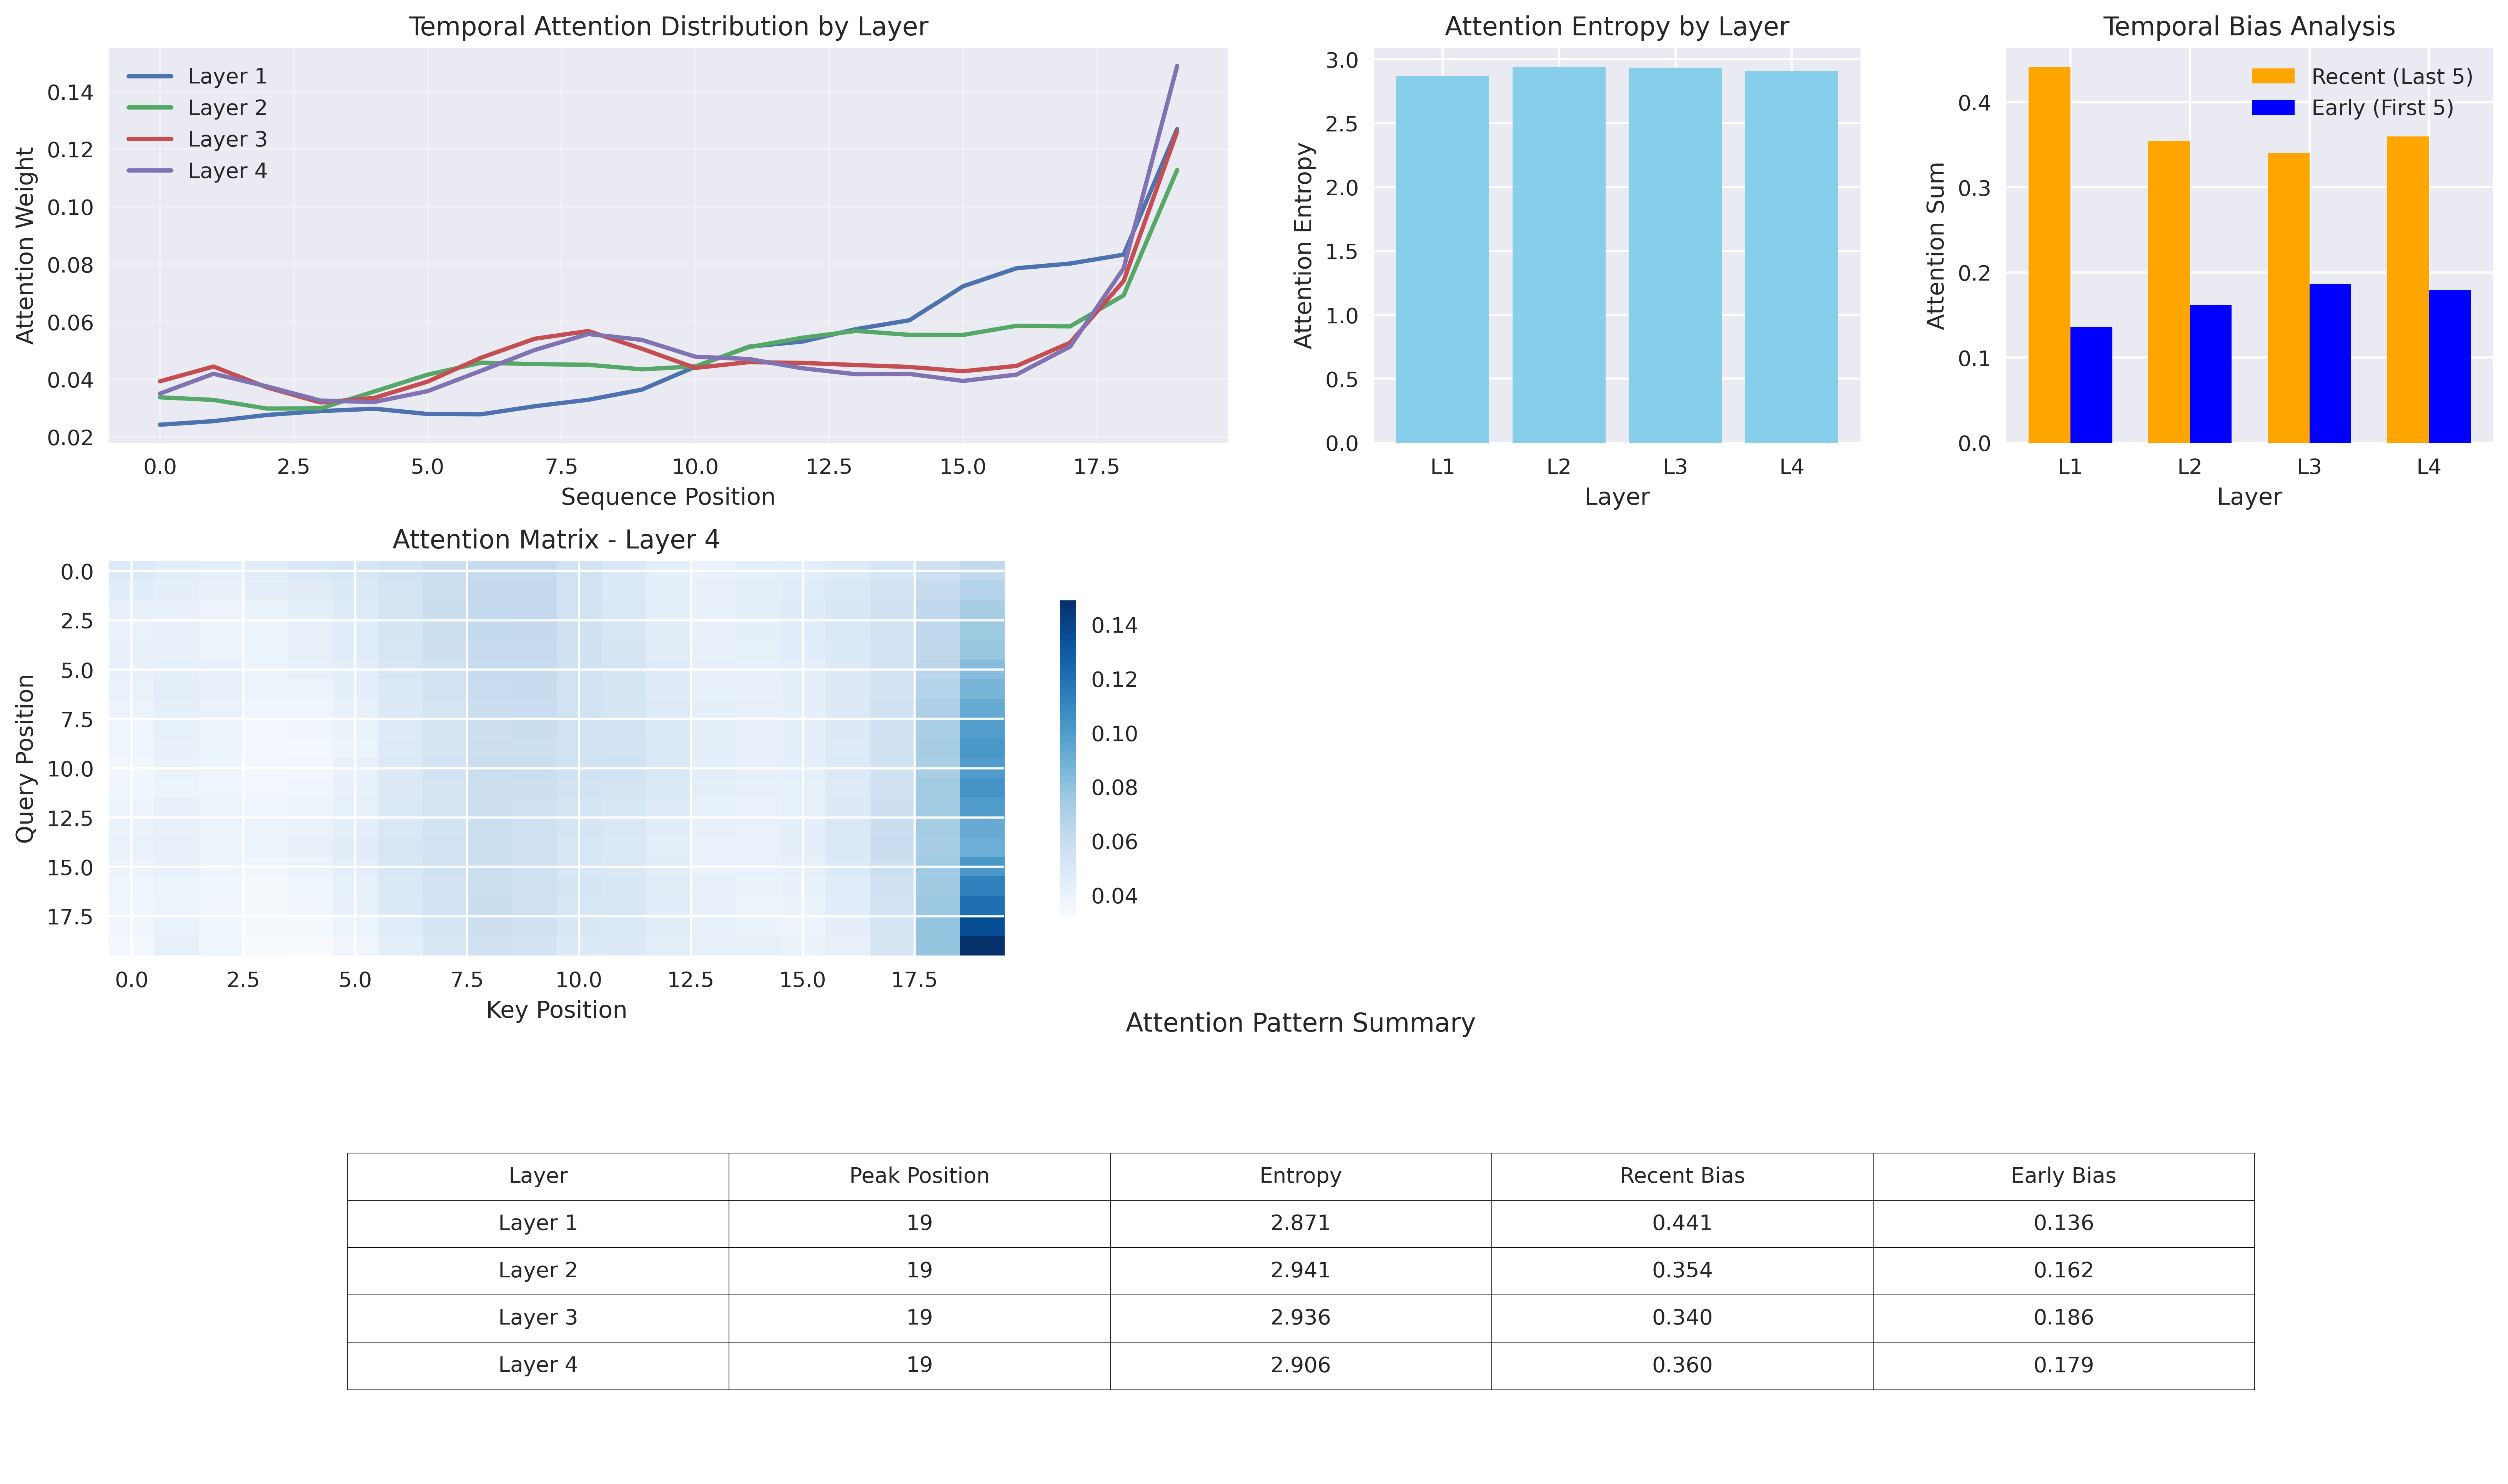 Temporal Attention Distribution by Layer
Layer 1
Layer 2
Layer 3
Layer 4
Attention Weight
0.14
0.12
0.10
0.08
0.06
0.04
0.02
0.0 2.5 5.0 7.5 10.0 12.5 15.0 17.5
Sequence Position
Attention Entropy by Layer
Attention Entropy
3.0
2.5
2.0
1.5
1.0
0.5
0.0
L1 L2 L3 L4
Layer
Temporal Bias Analysis
Recent (Last 5)
Early (First 5)
Attention Sum
0.4
0.3
0.2
0.1
0.0
L1 L2 L3 L4
Layer
Attention Matrix - Layer 4
Query Position
0.0
2.5
5.0
7.5
10.0
12.5
15.0
17.5
0.0 2.5 5.0 7.5 10.0 12.5 15.0 17.5
Key Position
0.14
0.12
0.10
0.08
0.06
0.04
Attention Pattern Summary
Layer Peak Position Entropy Recent Bias Early Bias
Layer 1 19 2.871 0.441 0.136
Layer 2 19 2.941 0.354 0.162
Layer 3 19 2.936 0.340 0.186
Layer 4 19 2.906 0.360 0.179